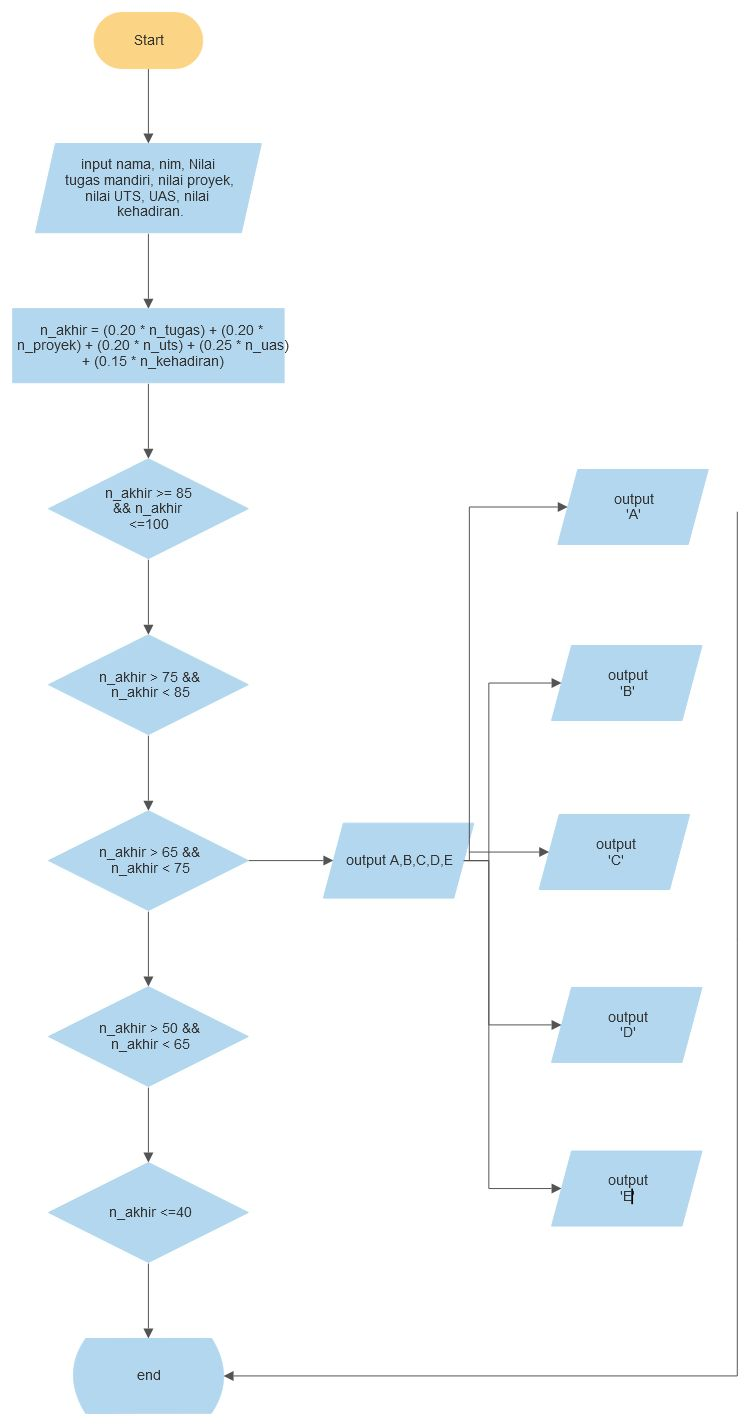 Start
input nama, nim, Nilai
tugas mandiri, nilai proyek,
nilai UTS, UAS, nilai
kehadiran.
n_akhir = (0.20 * n_tugas) + (0.20 *
n_proyek) + (0.20 * n_uts) + (0.25 * n_uas)
+ (0.15 * n_kehadiran)
n_akhir >= 85
&& n_akhir
<=100
n_akhir > 75 &&
n_akhir < 85
n_akhir > 65 &&
n_akhir < 75
n_akhir > 50 &&
n_akhir < 65
n_akhir <=40
end
output A,B,C,D,E
output
'A'
output
'B'
output
'C'
output
'D'
output
'E'